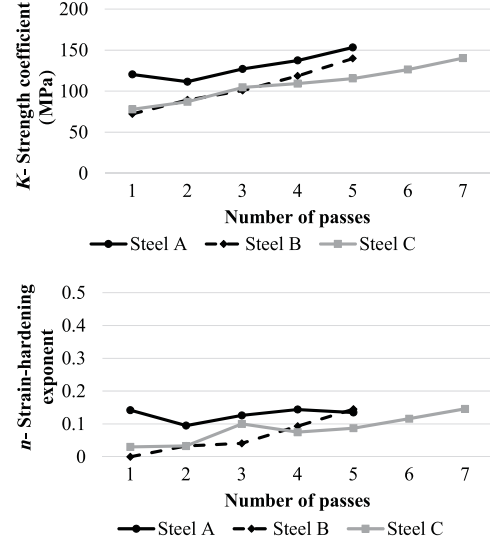 K- Strength coefficient
(MPa)
200
150
100
50
0
1 2 3 4 5 6 7
Number of passes
Steel A Steel B Steel C
n- Strain-hardening
exponent
0.5
0.4
0.3
0.2
0.1
0
1 2 3 4 5 6 7
Number of passes
Steel A Steel B Steel C